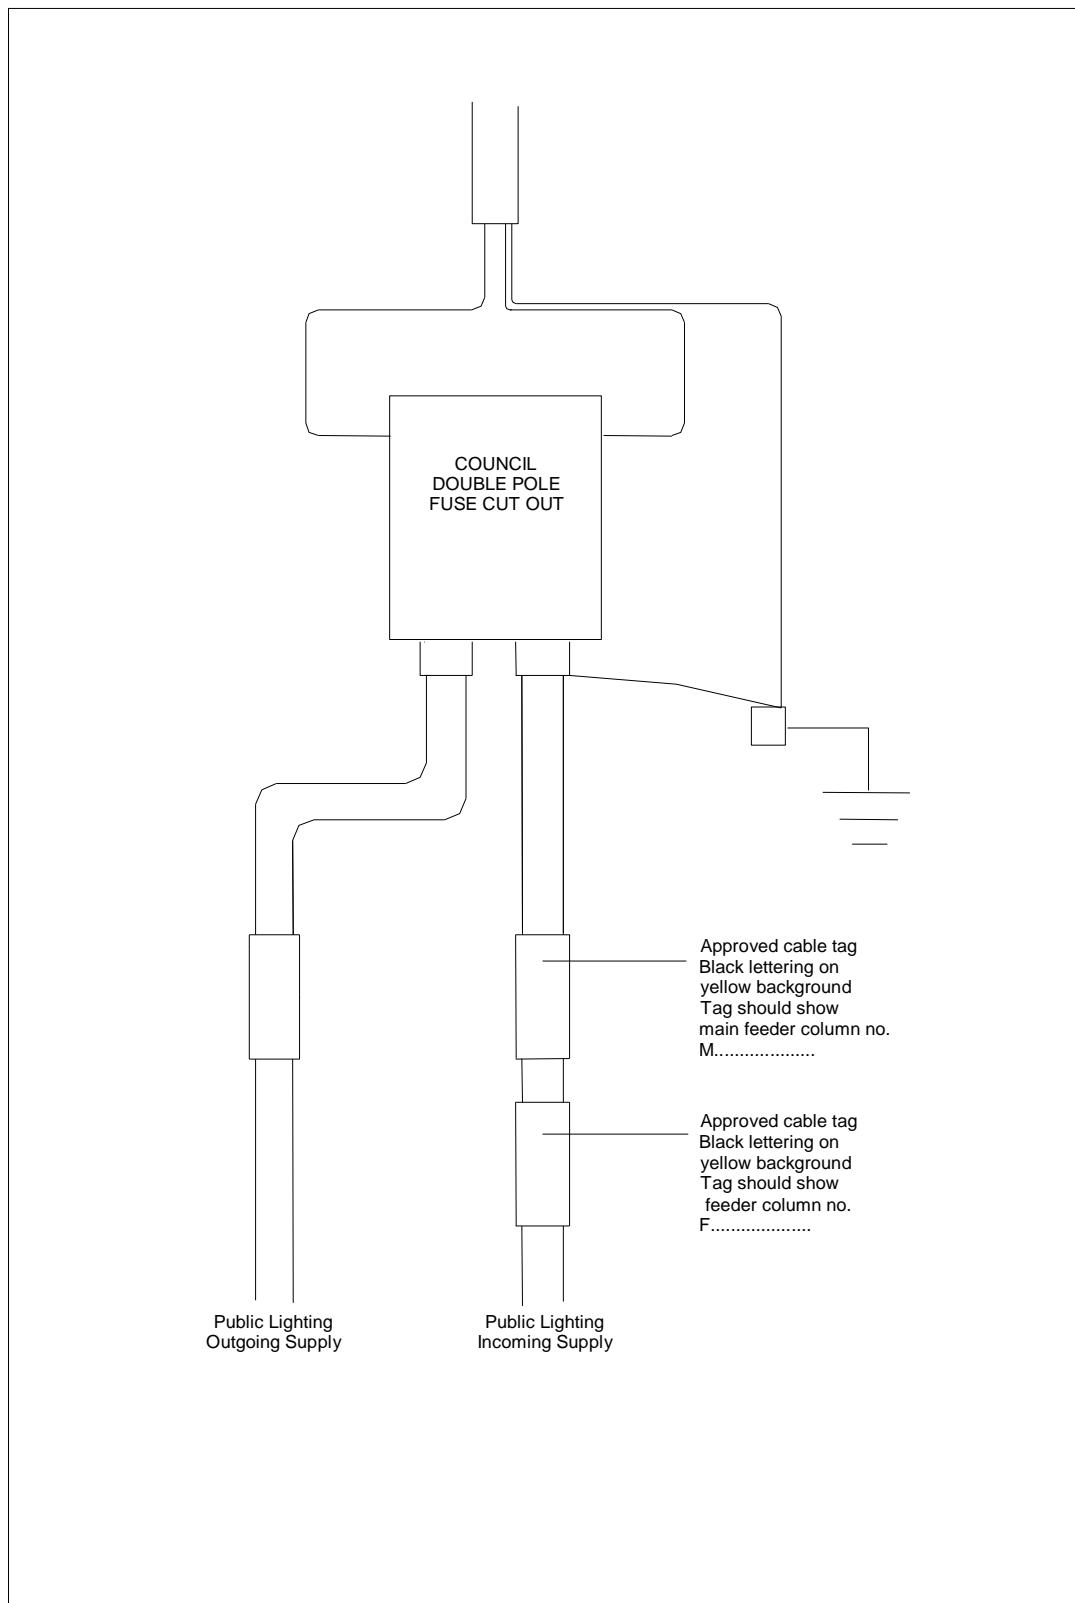 COUNCIL
DOUBLE POLE
FUSE CUT OUT
Approved cable tag
Black lettering on
yellow background
Tag should show
main feeder column no.
M....................
Approved cable tag
Black lettering on
yellow background
Tag should show
feeder column no.
F....................
Public Lighting
Outgoing Supply
Public Lighting
Incoming Supply